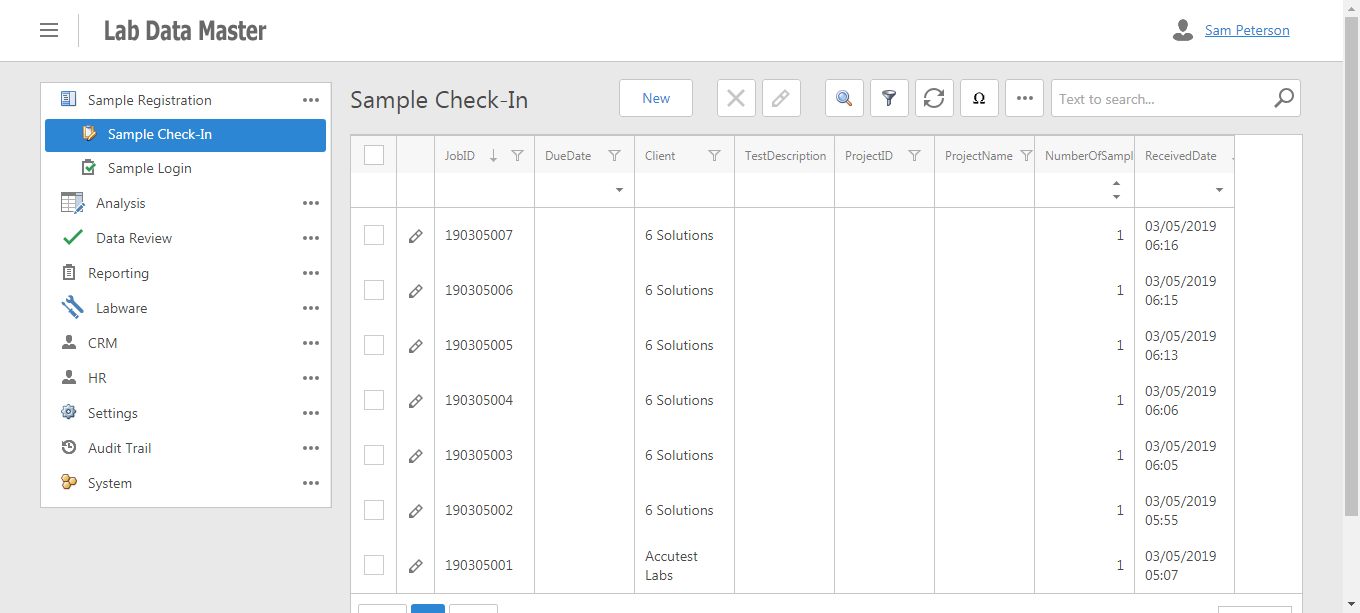 Lab Data Master
Sam Peterson
Sample Registration
Sample Check-In
Sample Login
Analysis
Data Review
Reporting
Labware
CRM
HR
Settings
Audit Trail
System
Sample Check-In
New
Ω
Text to search...
JobID DueDate Client TestDescription ProjectID ProjectName NumberOfSampl ReceivedDate
190305007 6 Solutions 1 03/05/2019
06:16
190305006 6 Solutions 1 03/05/2019
06:15
190305005 6 Solutions 1 03/05/2019
06:13
190305004 6 Solutions 1 03/05/2019
06:06
190305003 6 Solutions 1 03/05/2019
06:05
190305002 6 Solutions 1 03/05/2019
05:55
190305001 Accutest Labs 1 03/05/2019
05:07